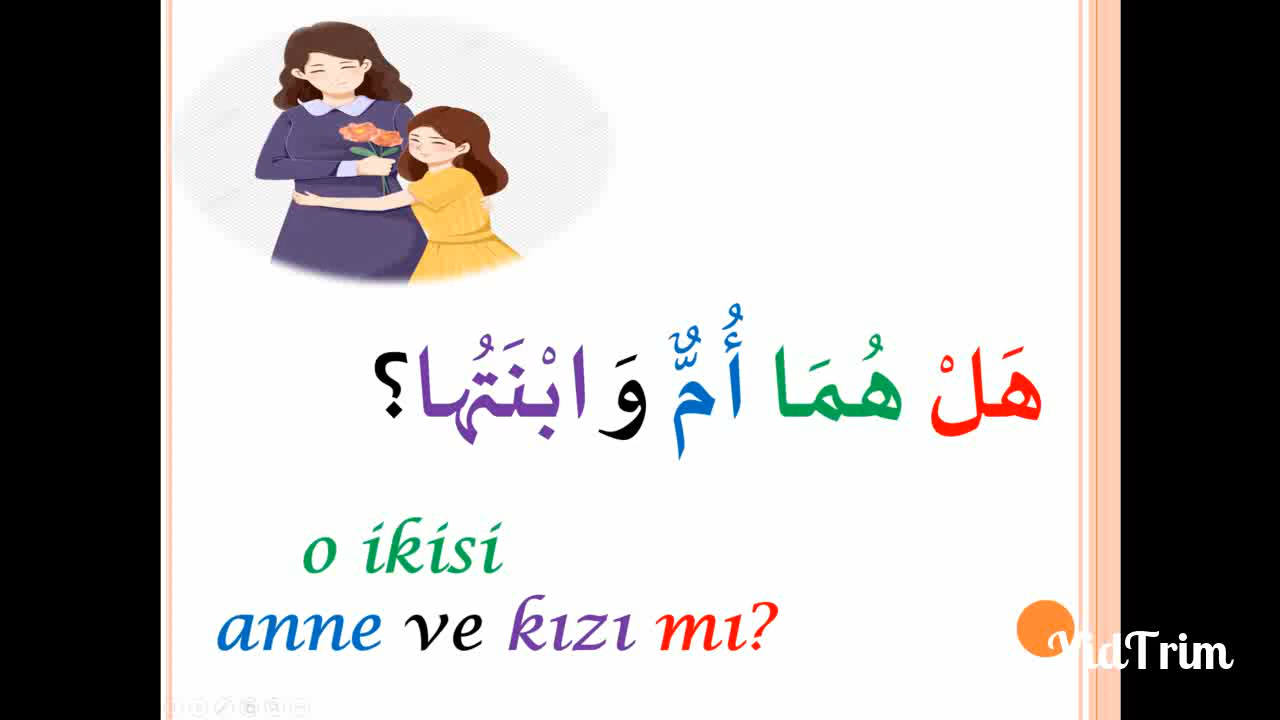 هَلْ هُمَا أُمٌّ وَ ابْنَتُهَا؟
o ikisi
anne ve kızı mı?
VidTrim